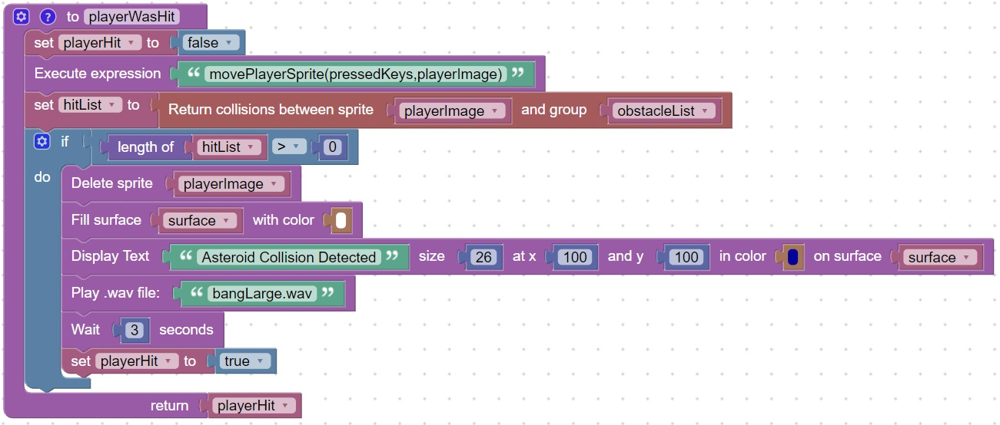 ? to playerWasHit
set playerHit to false
Execute expression “ movePlayerSprite(pressedKeys,playerImage) ”
set hitList to Return collisions between sprite playerImage and group obstacleList
if length of hitList > 0
do
Delete sprite playerImage
Fill surface surface with color
Display Text “ Asteroid Collision Detected ” size 26 at x 100 and y 100 in color on surface surface
Play .wav file: “ bangLarge.wav ”
Wait 3 seconds
set playerHit to true
return playerHit